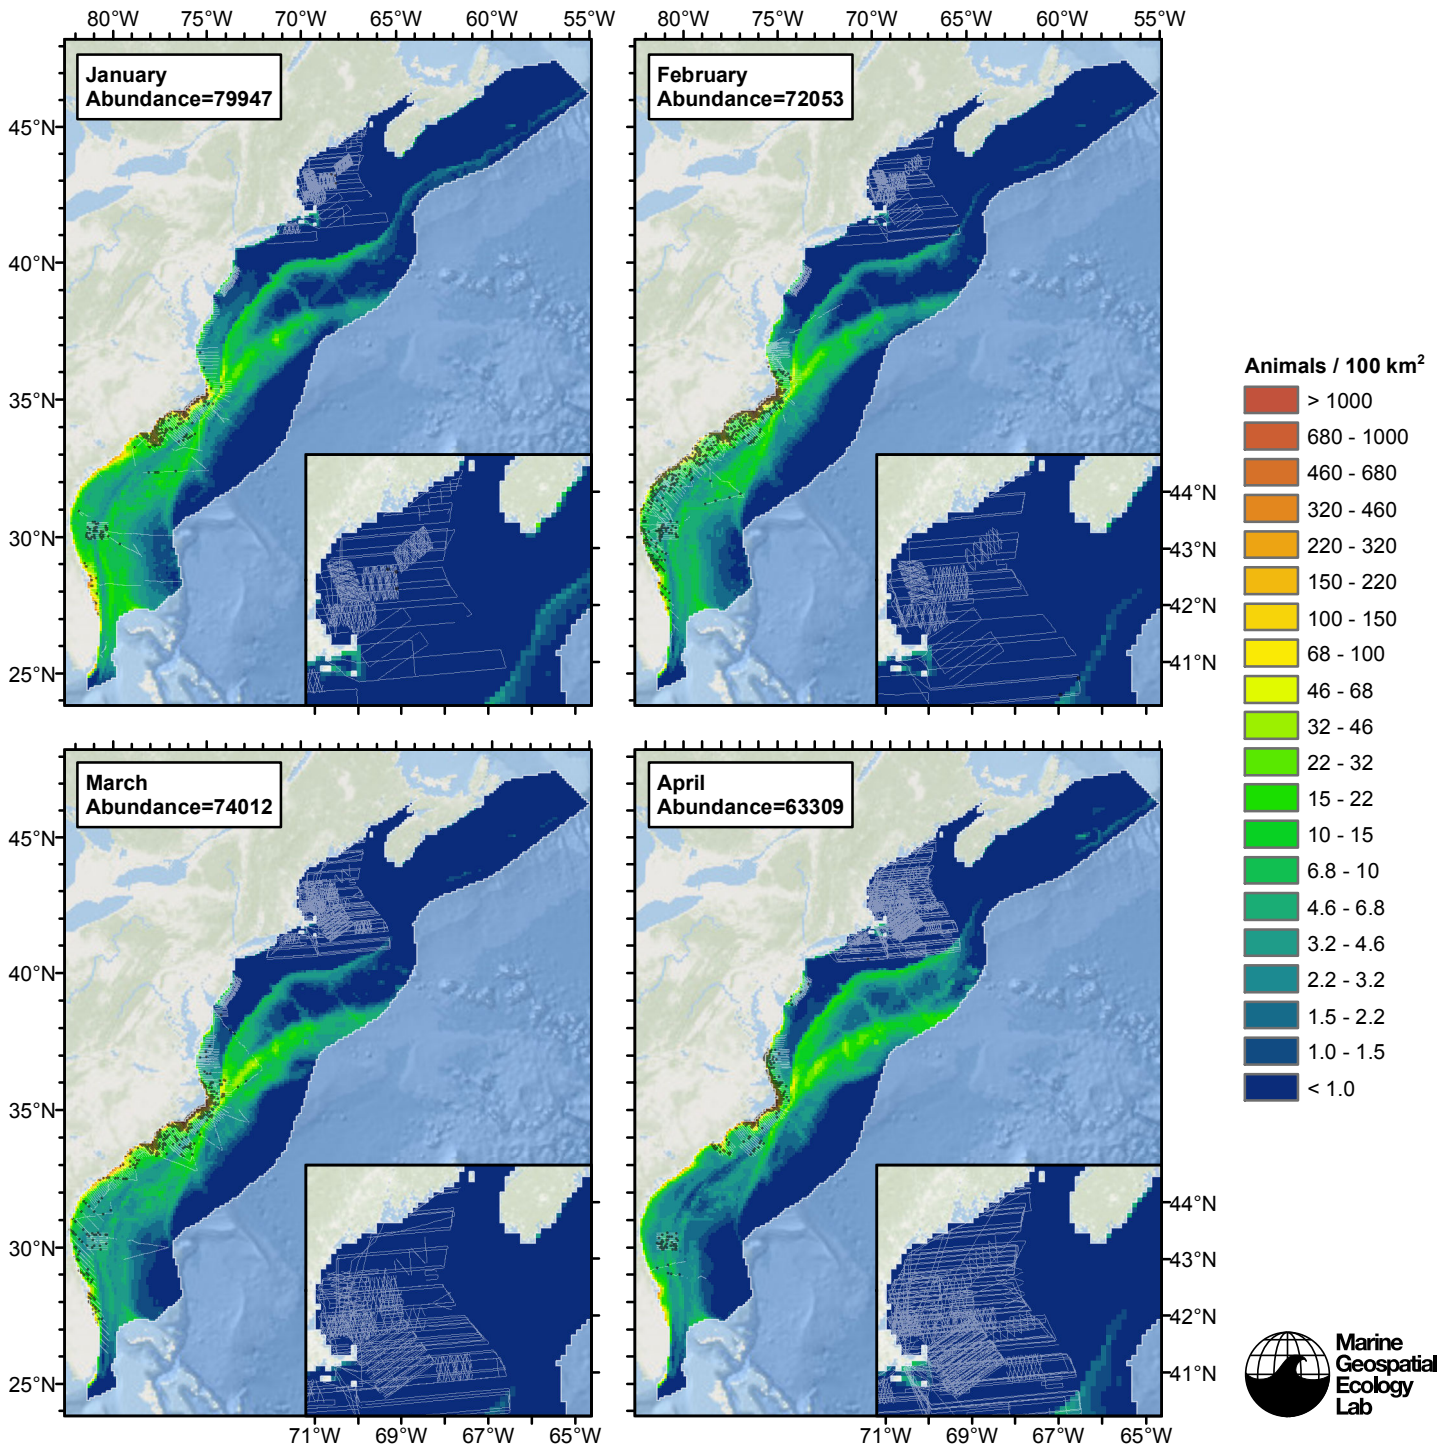 80°W 75°W 70°W 65°W 60°W 55°W
80°W 75°W 70°W 65°W 60°W 55°W
January
Abundance=79947
February
Abundance=72053
45°N
40°N
35°N
30°N
25°N
44°N
43°N
42°N
41°N
March
Abundance=74012
April
Abundance=63309
45°N
40°N
35°N
30°N
25°N
44°N
43°N
42°N
41°N
71°W 69°W 67°W 65°W
71°W 69°W 67°W 65°W
Animals / 100 km²
> 1000
680 - 1000
460 - 680
320 - 460
220 - 320
150 - 220
100 - 150
68 - 100
46 - 68
32 - 46
22 - 32
15 - 22
10 - 15
6.8 - 10
4.6 - 6.8
3.2 - 4.6
2.2 - 3.2
1.5 - 2.2
1.0 - 1.5
< 1.0
Marine
Geospatial
Ecology
Lab